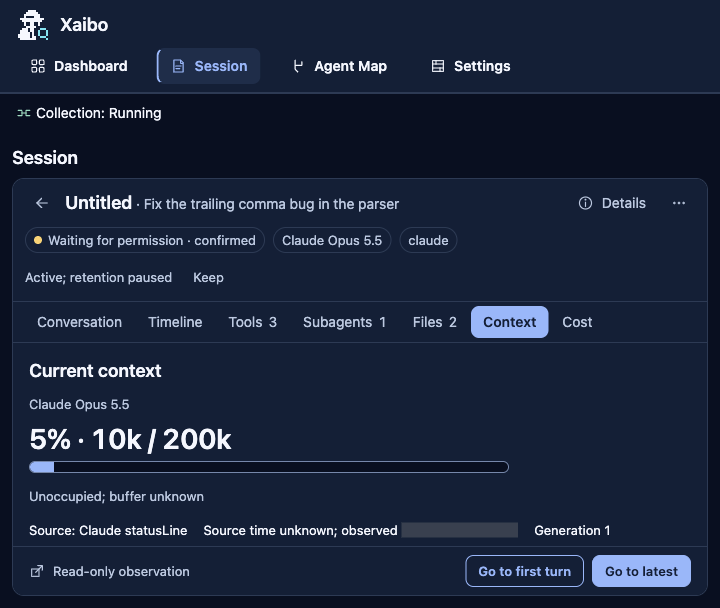 Xaibo
Dashboard Session Agent Map Settings
Collection: Running
Session
Untitled · Fix the trailing comma bug in the parser Details ...
Waiting for permission · confirmed Claude Opus 5.5 claude
Active; retention paused Keep
Conversation Timeline Tools 3 Subagents 1 Files 2 Context Cost
Current context
Claude Opus 5.5
5% · 10k / 200k
Unoccupied; buffer unknown
Source: Claude statusLine Source time unknown; observed Generation 1
Read-only observation Go to first turn Go to latest